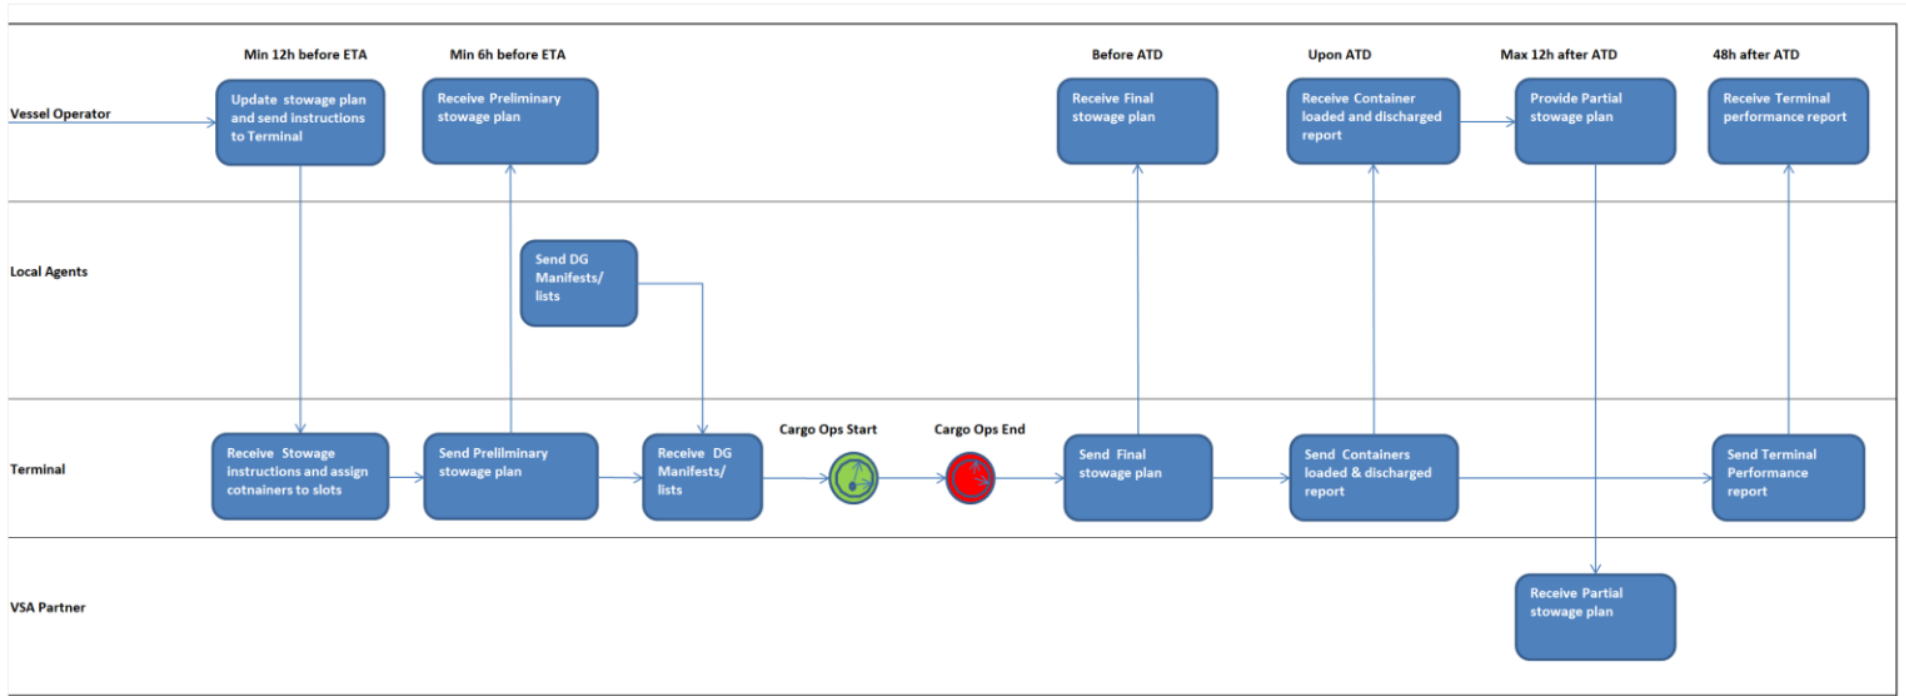 Min 12h before ETA
Min 6h before ETA
Before ATD
Upon ATD
Max 12h after ATD
48h after ATD
Vessel Operator
Update stowage plan
and send instructions
to Terminal
Receive Preliminary
stowage plan
Receive Final
stowage plan
Receive Container
loaded and discharged
report
Provide Partial
stowage plan
Receive Terminal
performance report
Local Agents
Send DG
Manifests/
lists
Terminal
Receive Stowage
instructions and assign
cotnainers to slots
Send Prelilminary
stowage plan
Receive DG
Manifests/
lists
Cargo Ops Start
Cargo Ops End
Send Final
stowage plan
Send Containers
loaded & discharged
report
Send Terminal
Performance
report
VSA Partner
Receive Partial
stowage plan